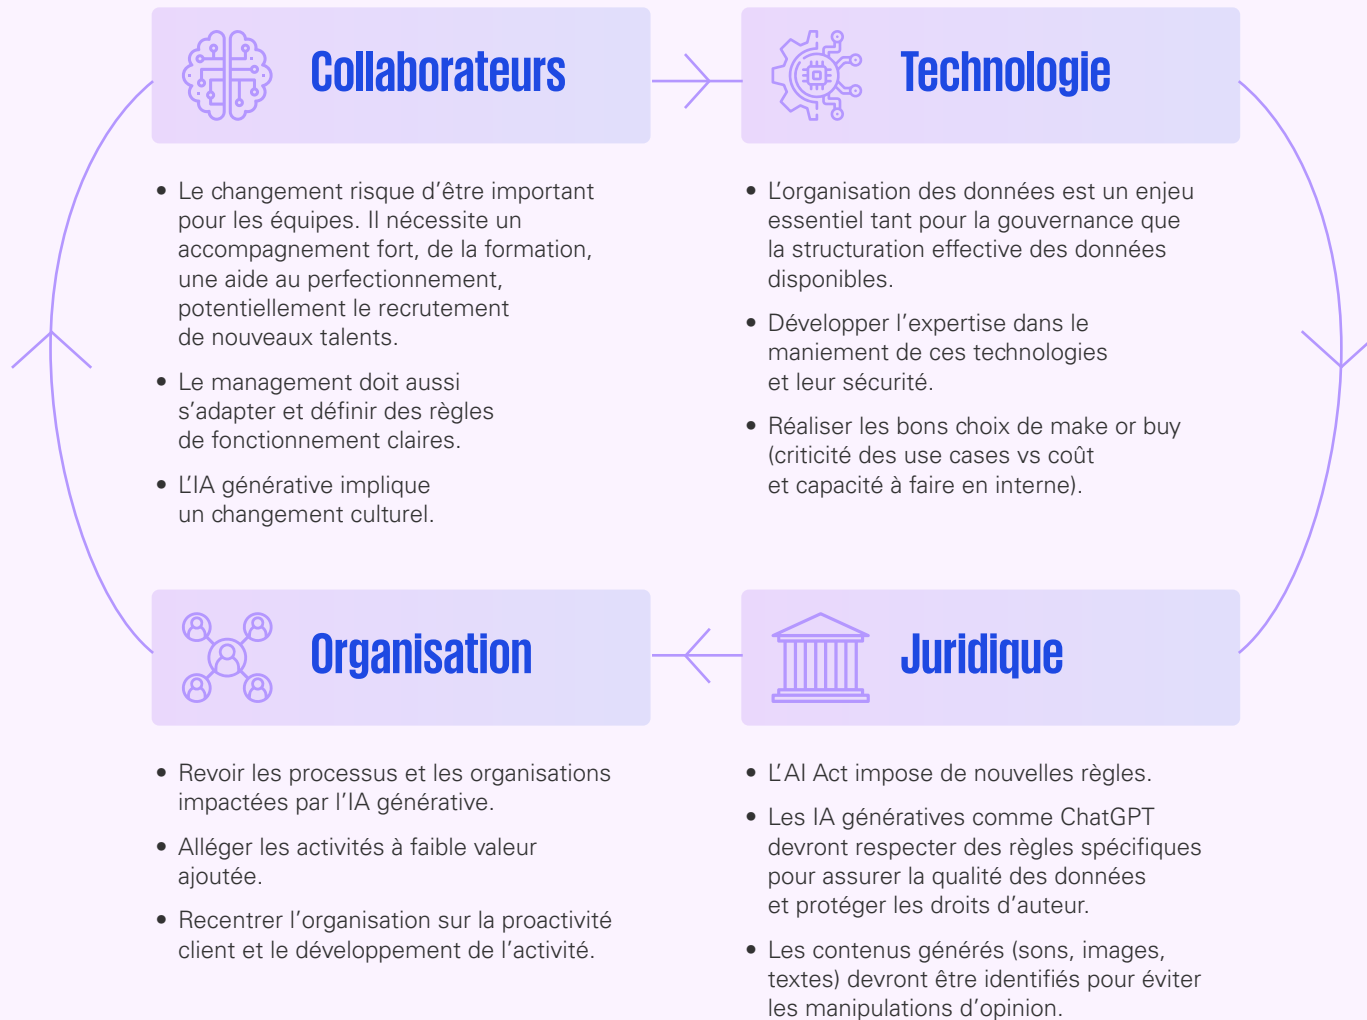 Collaborateurs
• Le changement risque d’être important
pour les équipes. Il nécessite un
accompagnement fort, de la formation,
une aide au perfectionnement,
potentiellement le recrutement
de nouveaux talents.
• Le management doit aussi
s’adapter et définir des règles
de fonctionnement claires.
• L’IA générative implique
un changement culturel.
Technologie
• L’organisation des données est un enjeu
essentiel tant pour la gouvernance que
la structuration effective des données
disponibles.
• Développer l’expertise dans le
maniement de ces technologies
et leur sécurité.
• Réaliser les bons choix de make or buy
(criticité des use cases vs coût
et capacité à faire en interne).
Organisation
• Revoir les processus et les organisations
impactées par l’IA générative.
• Alléger les activités à faible valeur
ajoutée.
• Recentrer l’organisation sur la proactivité
client et le développement de l’activité.
Juridique
• L’AI Act impose de nouvelles règles.
• Les IA génératives comme ChatGPT
devront respecter des règles spécifiques
pour assurer la qualité des données
et protéger les droits d’auteur.
• Les contenus générés (sons, images,
textes) devront être identifiés pour éviter
les manipulations d’opinion.